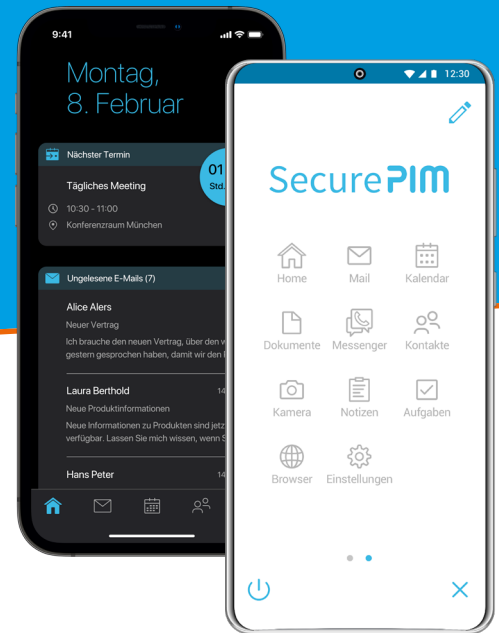 9:41
Montag,
8. Februar
Nächster Termin
01
Std.
Tägliches Meeting
10:30 - 11:00
Konferenzraum München
Ungelesene E-Mails (7)
Alice Alers
Neuer Vertrag
Ich brauche den neuen Vertrag, über den w
gestern gesprochen haben, damit wir den
Laura Berthold 14
Neue Produktinformationen
Neue Informationen zu Produkten sind jetz
verfügbar. Lassen Sie mich wissen, wenn S
Hans Peter 14
12:30
SecurePIM
Home Mail Kalendar
Dokumente Messenger Kontakte
Kamera Notizen Aufgaben
Browser Einstellungen